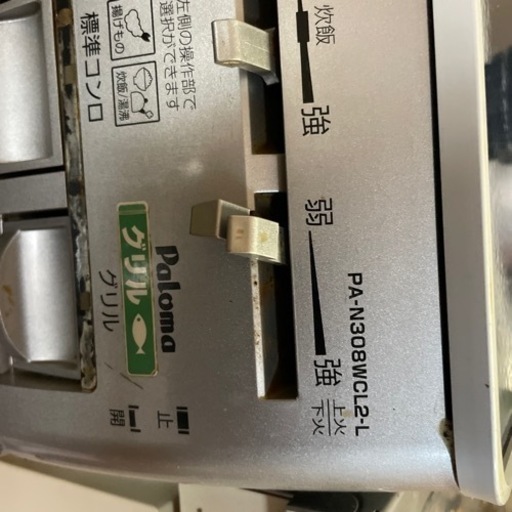 左側の操作部で
選択ができます
揚げもの
炊飯/湯沸
標準コンロ
炊飯
強
Paloma
グリル
グリル
弱
強
上火
下火
PA-N308WCL2-L
止
開